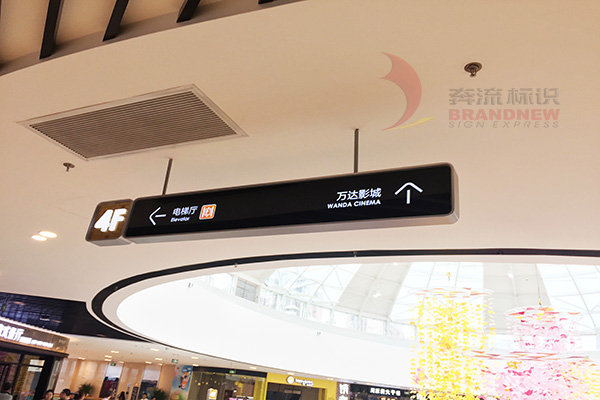 奔流标识
BRANDNEW
SIGN EXPRESS
万达影城
WANDA CINEMA
电梯厅
Elevator
4F